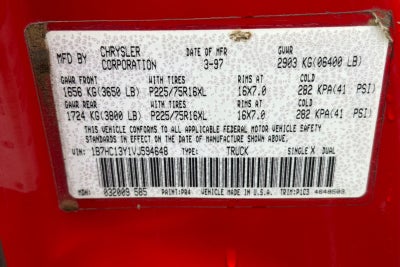 MFD BY CHRYSLER DATE OF MFR GVWR
CORPORATION 3-97 2903 KG(06400 LB)
GAWR FRONT TIRES RIMS AT COLD
1656 KG(3650 LB) P225/75R16XL 16X7.0 282 KPA(41 PSI)
GAWR REAR TIRES RIMS AT COLD
1724 KG(3800 LB) P225/75R16XL 16X7.0 282 KPA(41 PSI)
THIS VEHICLE CONFORMS TO ALL APPLICABLE FEDERAL MOTOR VEHICLE
SAFETY STANDARDS IN EFFECT ON THE DATE OF MANUFACTURE SHOWN ABOVE.
VIN: 1B7HC13Y1VJ594648 TYPE: TRUCK SINGLE X DUAL
MDH: 032009 585 PAINT:PR4 MADE IN U.S.A. TRIM:P1C3 4648503